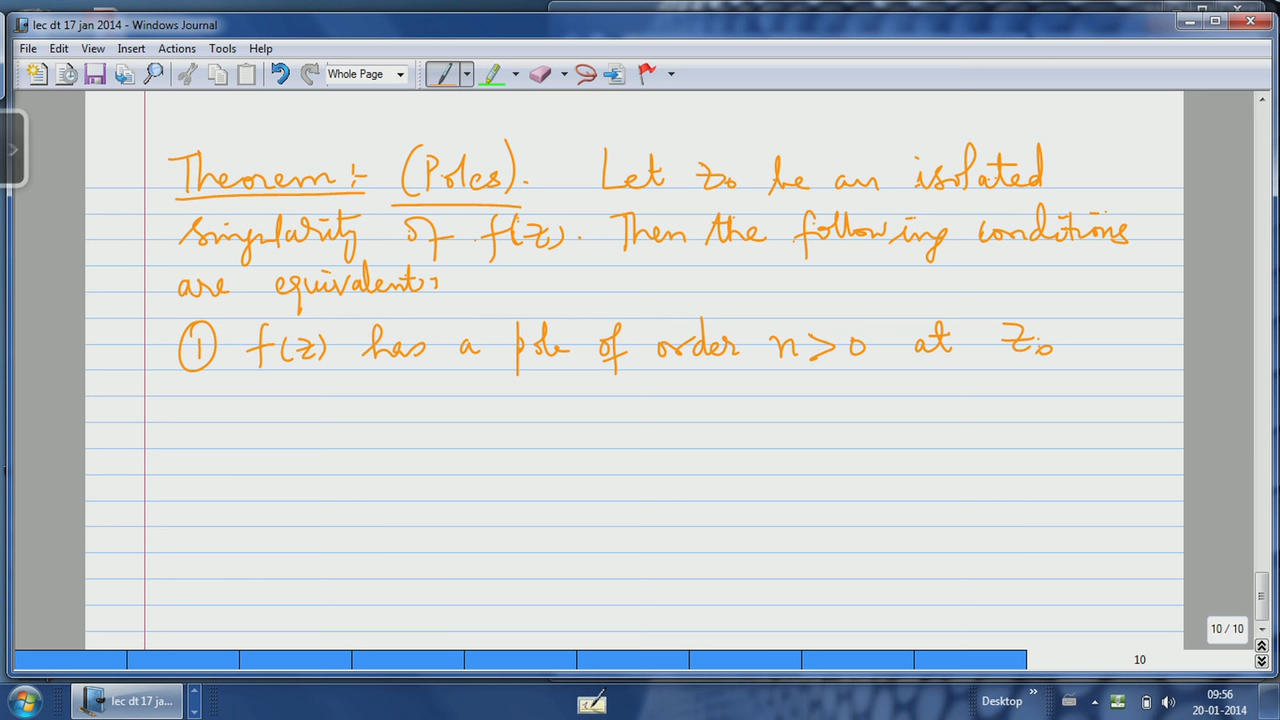 lec dt 17 jan 2014 - Windows Journal
File Edit View Insert Actions Tools Help
Whole Page
Theorem:- (Poles). Let z₀ be an isolated
singularity of f(z). Then the following conditions
are equivalent:
① f(z) has a pole of order n > 0 at z₀
10 / 10
10
lec dt 17 ja...
Desktop
09:56
20-01-2014